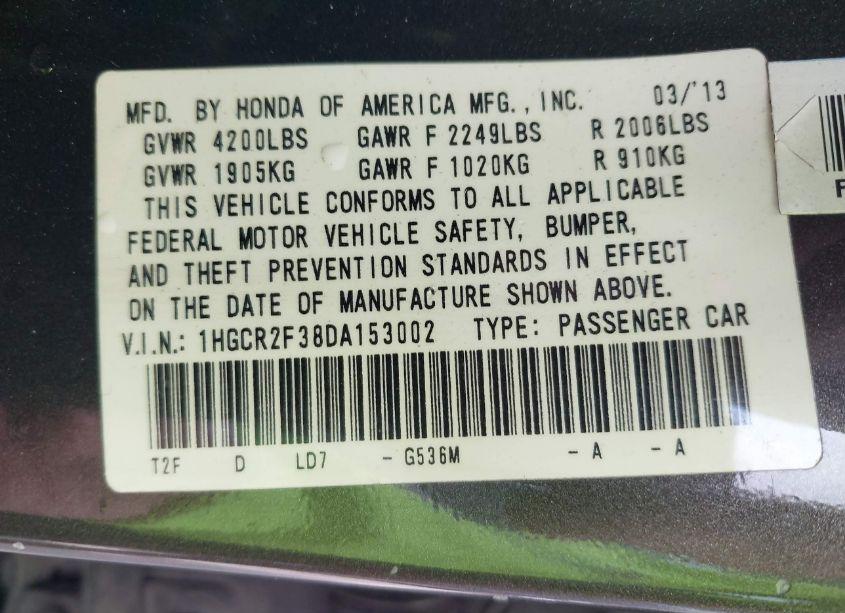 MFD. BY HONDA OF AMERICA MFG., INC. 03/'13
GVWR 4200LBS GAWR F 2249LBS R 2006LBS
GVWR 1905KG GAWR F 1020KG R 910KG
THIS VEHICLE CONFORMS TO ALL APPLICABLE
FEDERAL MOTOR VEHICLE SAFETY, BUMPER,
AND THEFT PREVENTION STANDARDS IN EFFECT
ON THE DATE OF MANUFACTURE SHOWN ABOVE.
V.I.N.: 1HGCR2F38DA153002 TYPE: PASSENGER CAR
T2F D LD7 - G536M - A - A
F